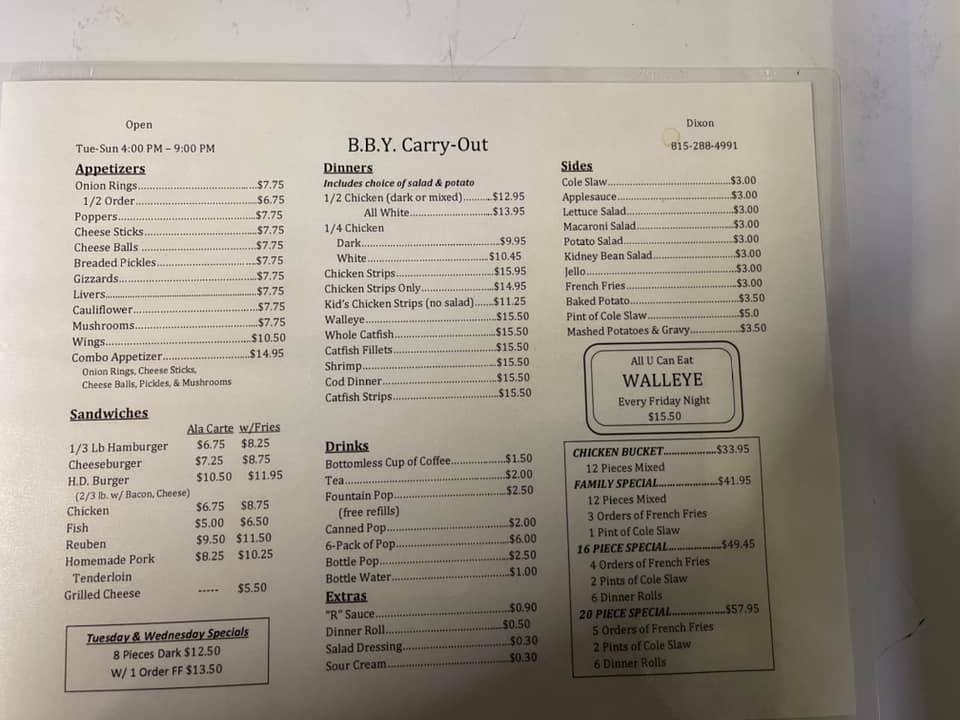 Open
Tue-Sun 4:00 PM – 9:00 PM
B.B.Y. Carry-Out
Dixon
815-288-4991
Appetizers
Onion Rings.....$7.75
1/2 Order.....$6.75
Poppers.....$7.75
Cheese Sticks.....$7.75
Cheese Balls .....$7.75
Breaded Pickles.....$7.75
Gizzards.....$7.75
Livers.....$7.75
Cauliflower.....$7.75
Mushrooms.....$7.75
Wings.....$10.50
Combo Appetizer.....$14.95
Onion Rings, Cheese Sticks,
Cheese Balls, Pickles, & Mushrooms
Sandwiches
Ala Carte w/Fries
1/3 Lb Hamburger $6.75 $8.25
Cheeseburger $7.25 $8.75
H.D. Burger $10.50 $11.95
(2/3 lb. w/ Bacon, Cheese)
Chicken $6.75 $8.75
Fish $5.00 $6.50
Reuben $9.50 $11.50
Homemade Pork $8.25 $10.25
Tenderloin
Grilled Cheese ----- $5.50
Tuesday & Wednesday Specials
8 Pieces Dark $12.50
W/ 1 Order FF $13.50
Dinners
Includes choice of salad & potato
1/2 Chicken (dark or mixed).....$12.95
All White.....$13.95
1/4 Chicken
Dark.....$9.95
White.....$10.45
Chicken Strips.....$15.95
Chicken Strips Only.....$14.95
Kid's Chicken Strips (no salad).....$11.25
Walleye.....$15.50
Whole Catfish.....$15.50
Catfish Fillets.....$15.50
Shrimp.....$15.50
Cod Dinner.....$15.50
Catfish Strips.....$15.50
Drinks
Bottomless Cup of Coffee.....$1.50
Tea.....$2.00
Fountain Pop.....$2.50
(free refills)
Canned Pop.....$2.00
6-Pack of Pop.....$6.00
Bottle Pop.....$2.50
Bottle Water.....$1.00
Extras
"R" Sauce.....$0.90
Dinner Roll.....$0.50
Salad Dressing.....$0.30
Sour Cream.....$0.30
Sides
Cole Slaw.....$3.00
Applesauce.....$3.00
Lettuce Salad.....$3.00
Macaroni Salad.....$3.00
Potato Salad.....$3.00
Kidney Bean Salad.....$3.00
Jello.....$3.00
French Fries.....$3.00
Baked Potato.....$3.50
Pint of Cole Slaw.....$5.0
Mashed Potatoes & Gravy.....$3.50
All U Can Eat
WALLEYE
Every Friday Night
$15.50
CHICKEN BUCKET.....$33.95
12 Pieces Mixed
FAMILY SPECIAL.....$41.95
12 Pieces Mixed
3 Orders of French Fries
1 Pint of Cole Slaw
16 PIECE SPECIAL.....$49.45
4 Orders of French Fries
2 Pints of Cole Slaw
6 Dinner Rolls
20 PIECE SPECIAL.....$57.95
5 Orders of French Fries
2 Pints of Cole Slaw
6 Dinner Rolls